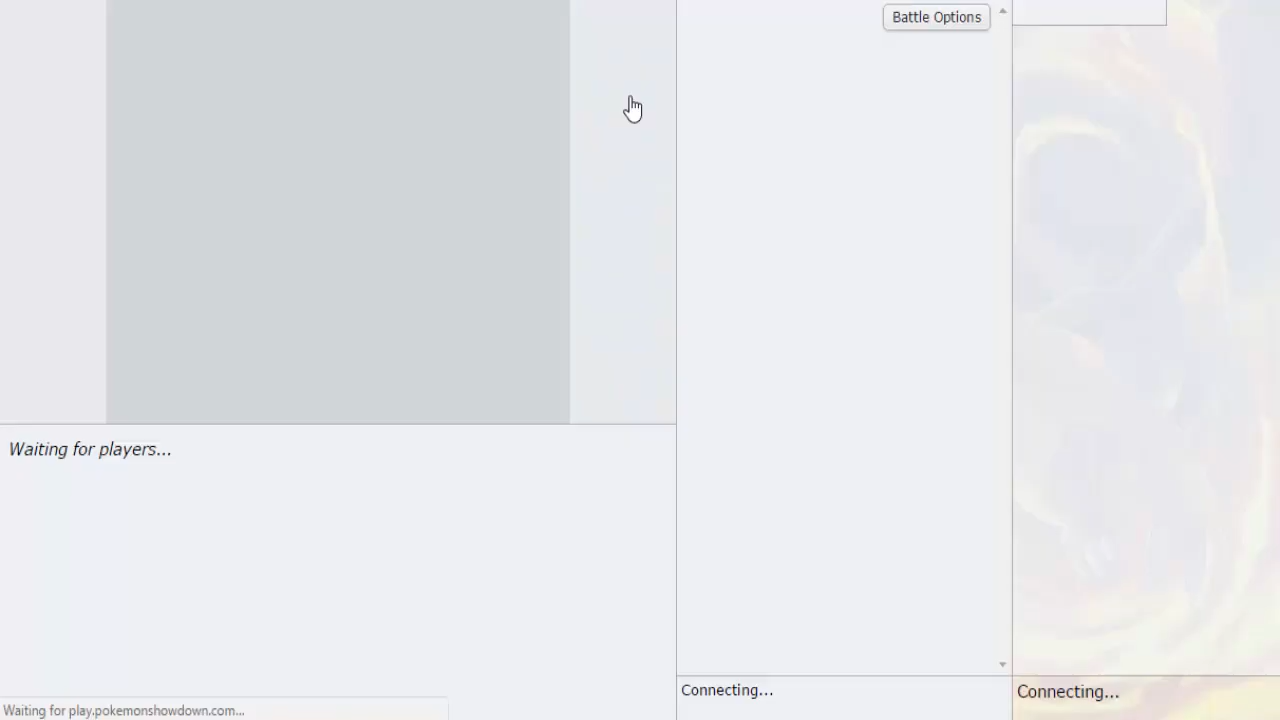 Battle Options
Waiting for players...
Connecting...
Connecting...
Waiting for play.pokemonshowdown.com...